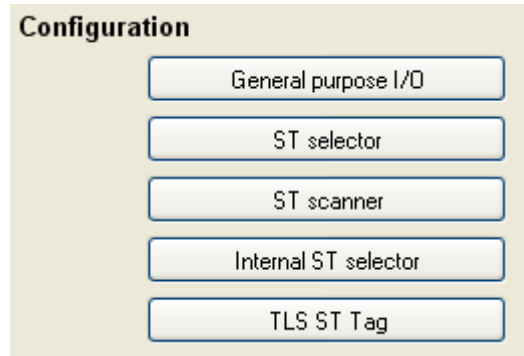 Configuration
General purpose I/O
ST selector
ST scanner
Internal ST selector
TLS ST Tag